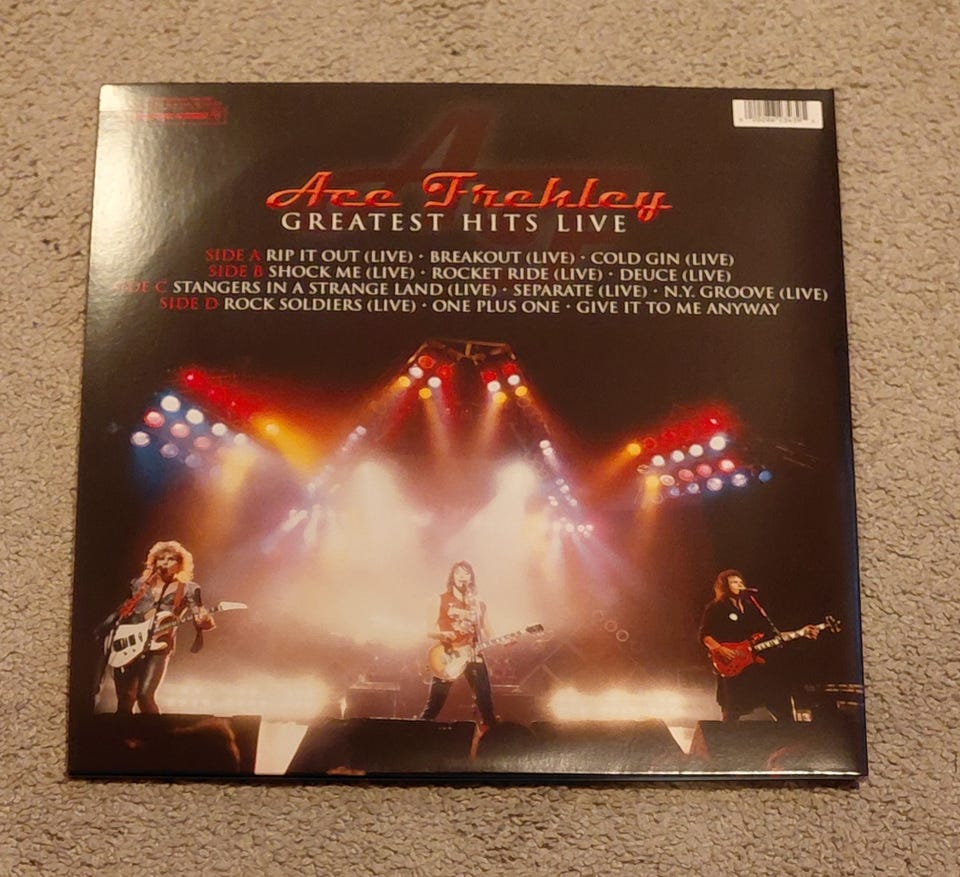 Ace Frehley
GREATEST HITS LIVE
SIDE A RIP IT OUT (LIVE) • BREAKOUT (LIVE) • COLD GIN (LIVE)
SIDE B SHOCK ME (LIVE) • ROCKET RIDE (LIVE) • DEUCE (LIVE)
SIDE C STANGERS IN A STRANGE LAND (LIVE) • SEPARATE (LIVE) • N.Y. GROOVE (LIVE)
SIDE D ROCK SOLDIERS (LIVE) • ONE PLUS ONE • GIVE IT TO ME ANYWAY